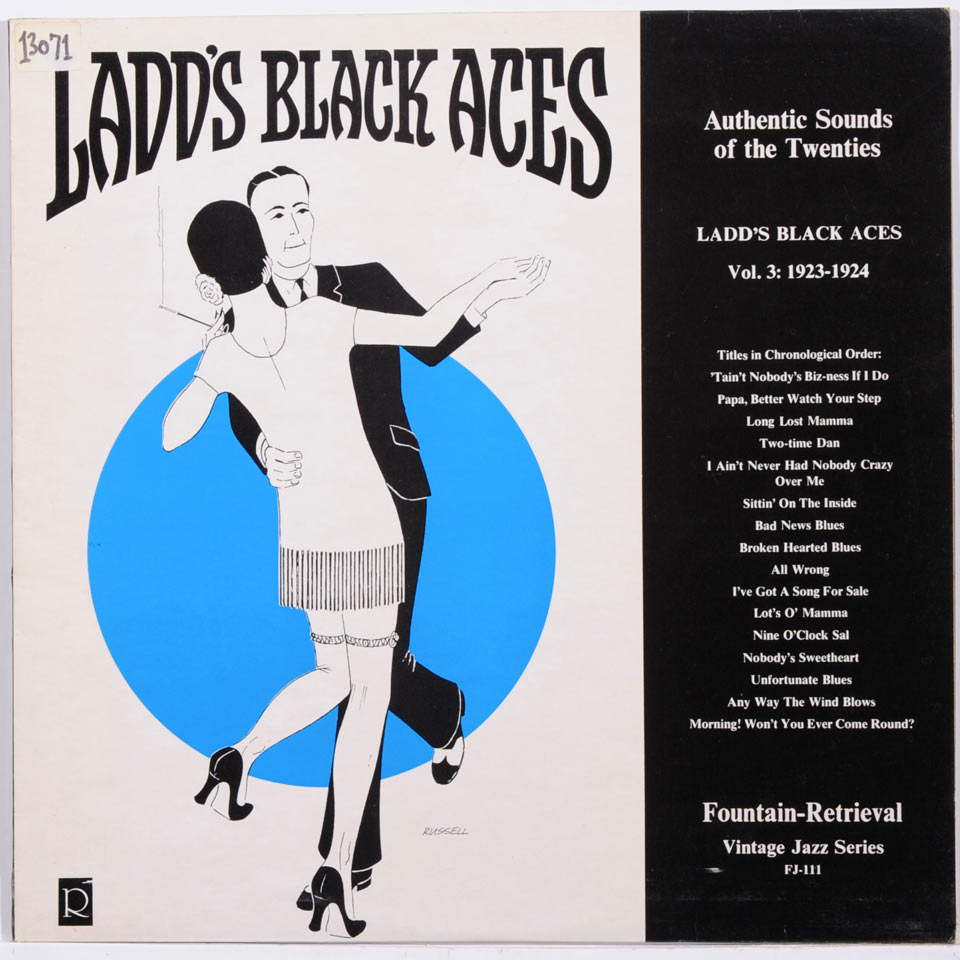 13071
LADD'S BLACK ACES
RUSSELL
R
Authentic Sounds
of the Twenties
LADD'S BLACK ACES
Vol. 3: 1923-1924
Titles in Chronological Order:
'Tain't Nobody's Biz-ness If I Do
Papa, Better Watch Your Step
Long Lost Mamma
Two-time Dan
I Ain't Never Had Nobody Crazy
Over Me
Sittin' On The Inside
Bad News Blues
Broken Hearted Blues
All Wrong
I've Got A Song For Sale
Lot's O' Mamma
Nine O'Clock Sal
Nobody's Sweetheart
Unfortunate Blues
Any Way The Wind Blows
Morning! Won't You Ever Come Round?
Fountain-Retrieval
Vintage Jazz Series
FJ-111